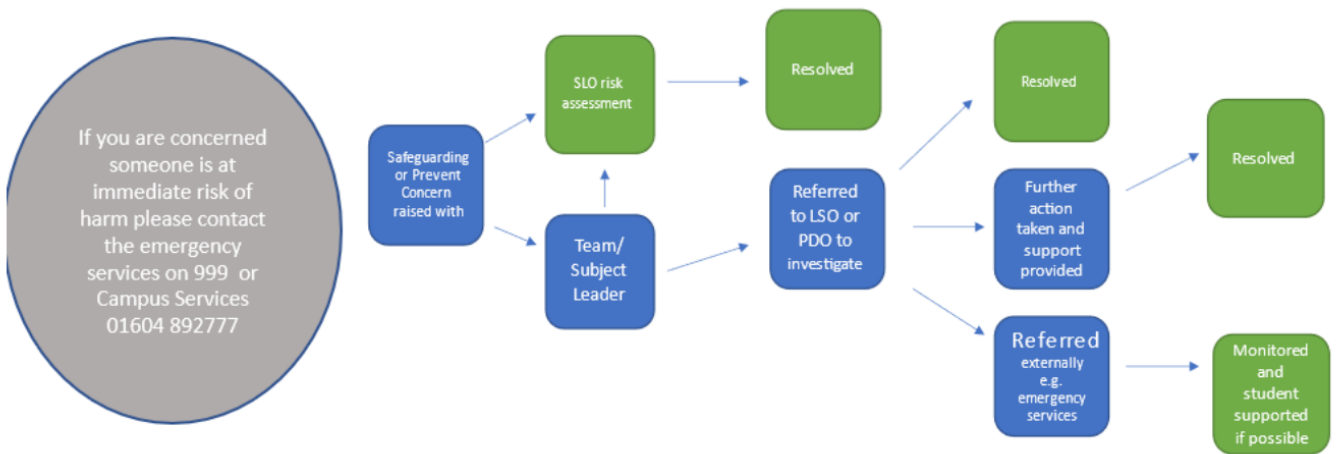 If you are concerned
someone is at
immediate risk of
harm please contact
the emergency
services on 999 or
Campus Services
01604 892777
Safeguarding
or Prevent
Concern
raised with
SLO risk
assessment
Team/
Subject
Leader
Resolved
Referred
to LSO or
PDO to
investigate
Resolved
Further
action
taken and
support
provided
Referred
externally
e.g.
emergency
services
Resolved
Monitored
and
student
supported
if possible